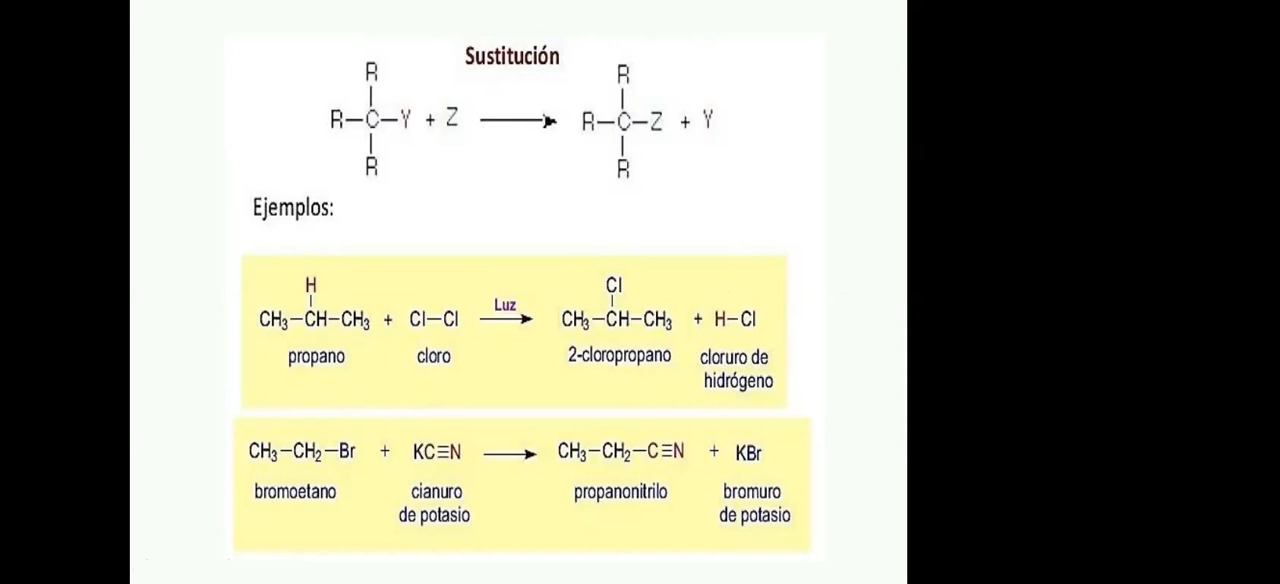 Sustitución
R R
R–C–Y + Z ⟶ R–C–Z + Y
R R
Ejemplos:
H Cl
CH₃–CH–CH₃ + Cl–Cl Luz ⟶ CH₃–CH–CH₃ + H–Cl
propano cloro 2-cloropropano cloruro de
hidrógeno
CH₃–CH₂–Br + KC≡N ⟶ CH₃–CH₂–C≡N + KBr
bromoetano cianuro propanonitrilo bromuro
de potasio de potasio